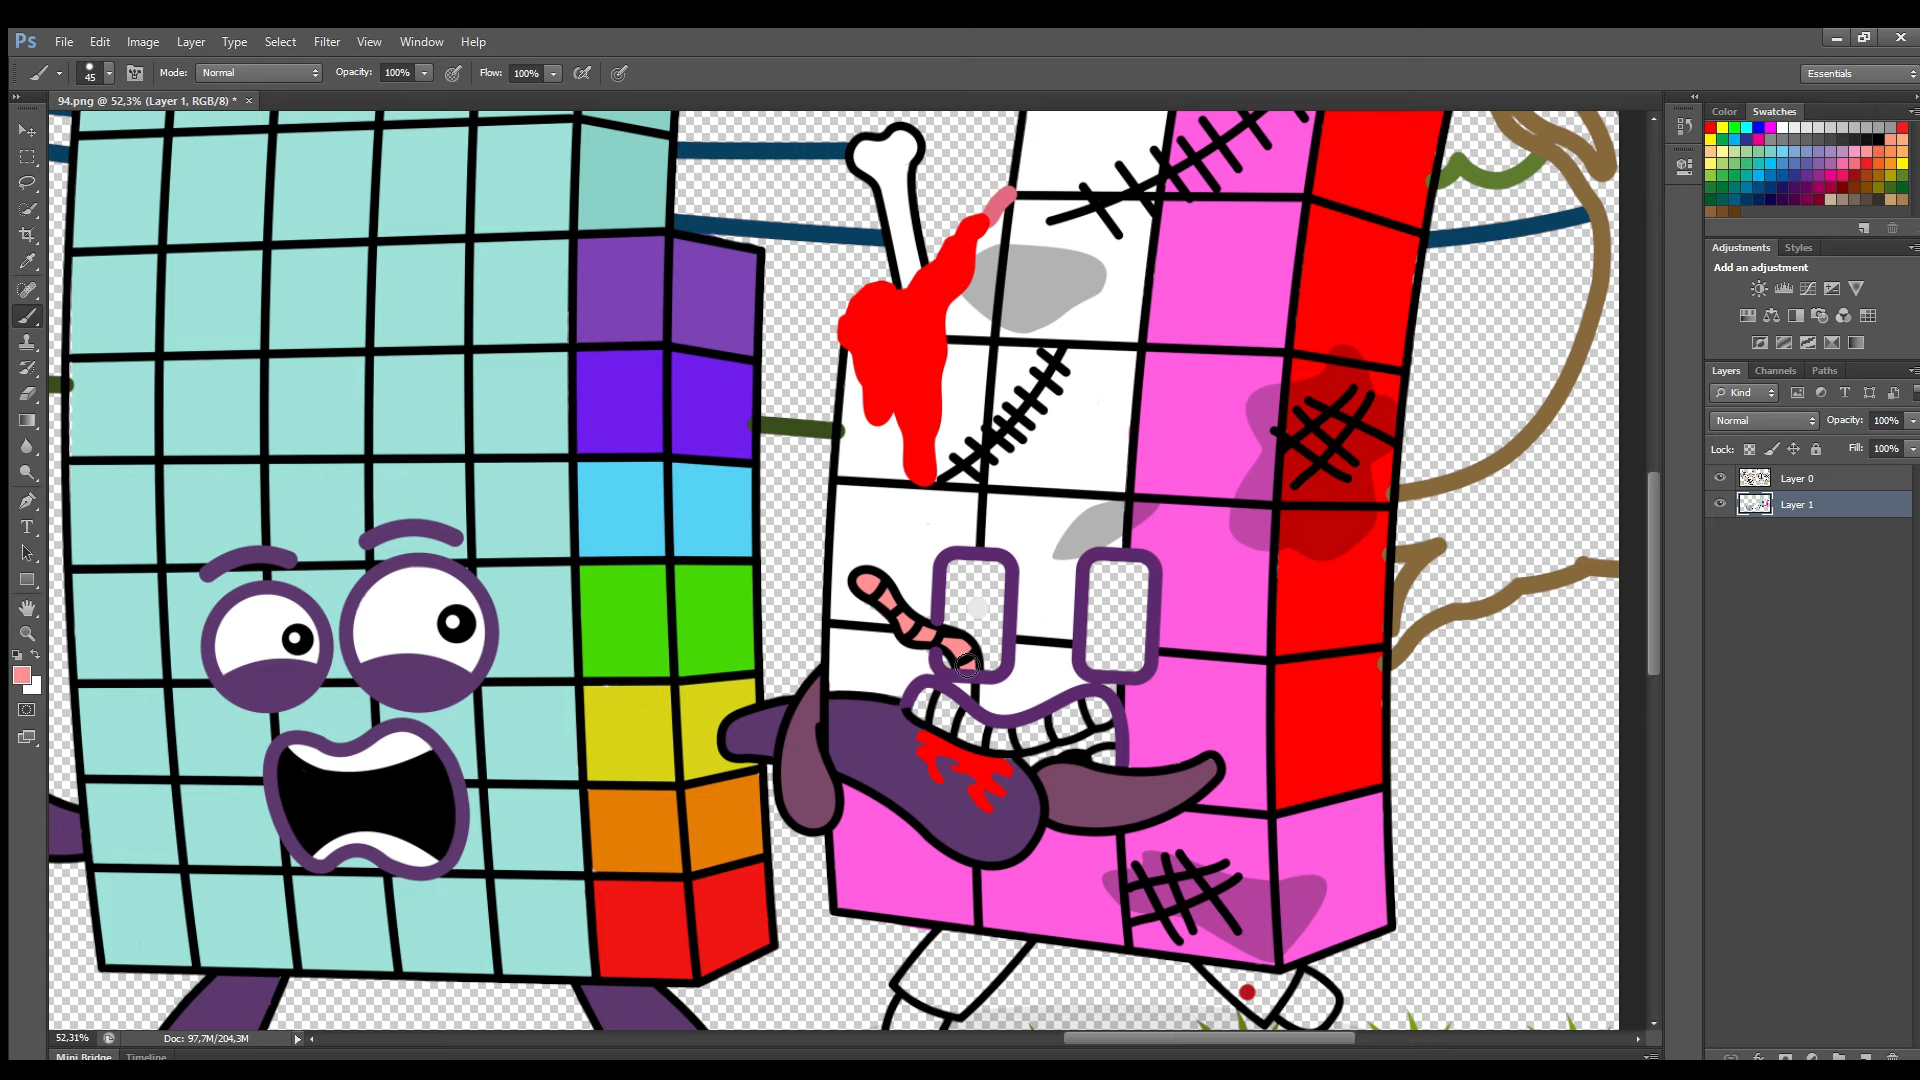 Ps File Edit Image Layer Type Select Filter View Window Help
45 Mode: Normal Opacity: 100% Flow: 100% Essentials
94.png @ 52,3% (Layer 1, RGB/8) * ×
Color Swatches
Adjustments Styles
Add an adjustment
Layers Channels Paths
Kind T
Normal Opacity: 100%
Lock: Fill: 100%
Layer 0
Layer 1
T
52,31% Doc: 97,7M/204,3M
Mini Bridge Timeline